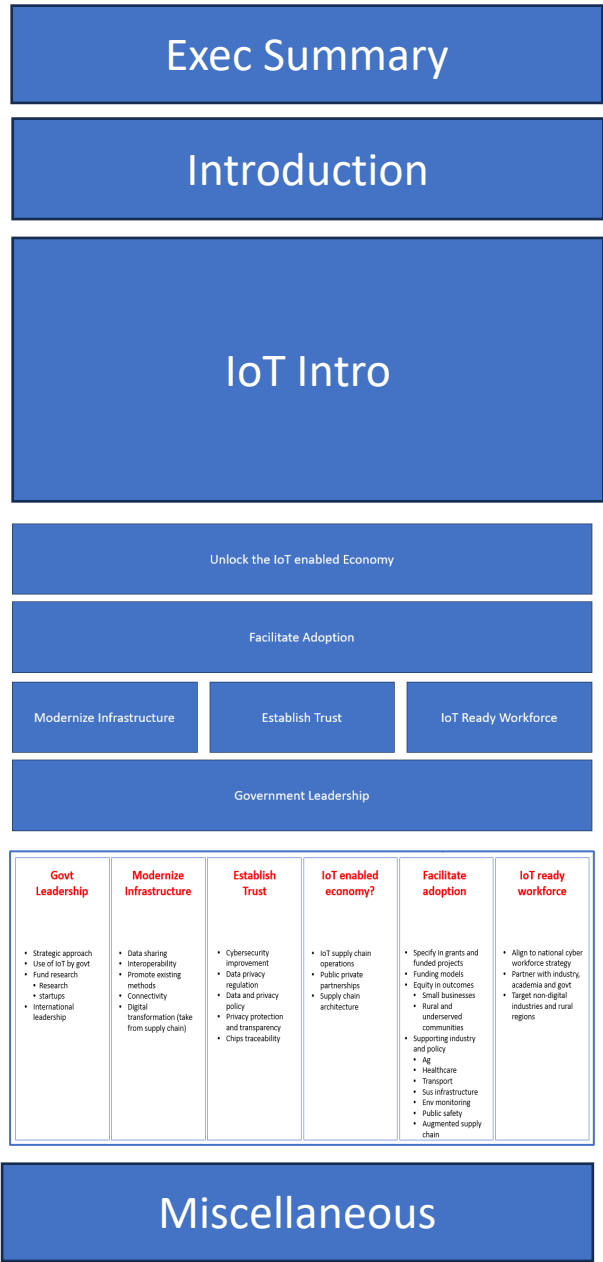 Exec Summary
Introduction
IoT Intro
Unlock the IoT enabled Economy
Facilitate Adoption
Modernize Infrastructure
Establish Trust
IoT Ready Workforce
Government Leadership
Govt
Leadership
• Strategic approach
• Use of IoT by govt
• Fund research
• Research
• startups
• International
leadership
Modernize
Infrastructure
• Data sharing
• Interoperability
• Promote existing
methods
• Connectivity
• Digital
transformation (take
from supply chain)
Establish
Trust
• Cybersecurity
improvement
• Data privacy
regulation
• Data and privacy
policy
• Privacy protection
and transparency
• Chips traceability
IoT enabled
economy?
• IoT supply chain
operations
• Public private
partnerships
• Supply chain
architecture
Facilitate
adoption
• Specify in grants and
funded projects
• Funding models
• Equity in outcomes
• Small businesses
• Rural and
underserved
communities
• Supporting industry
and policy
• Ag
• Healthcare
• Transport
• Sus infrastructure
• Env monitoring
• Public safety
• Augmented supply
chain
IoT ready
workforce
• Align to national cyber
workforce strategy
• Partner with industry,
academia and govt
• Target non-digital
industries and rural
regions
Miscellaneous